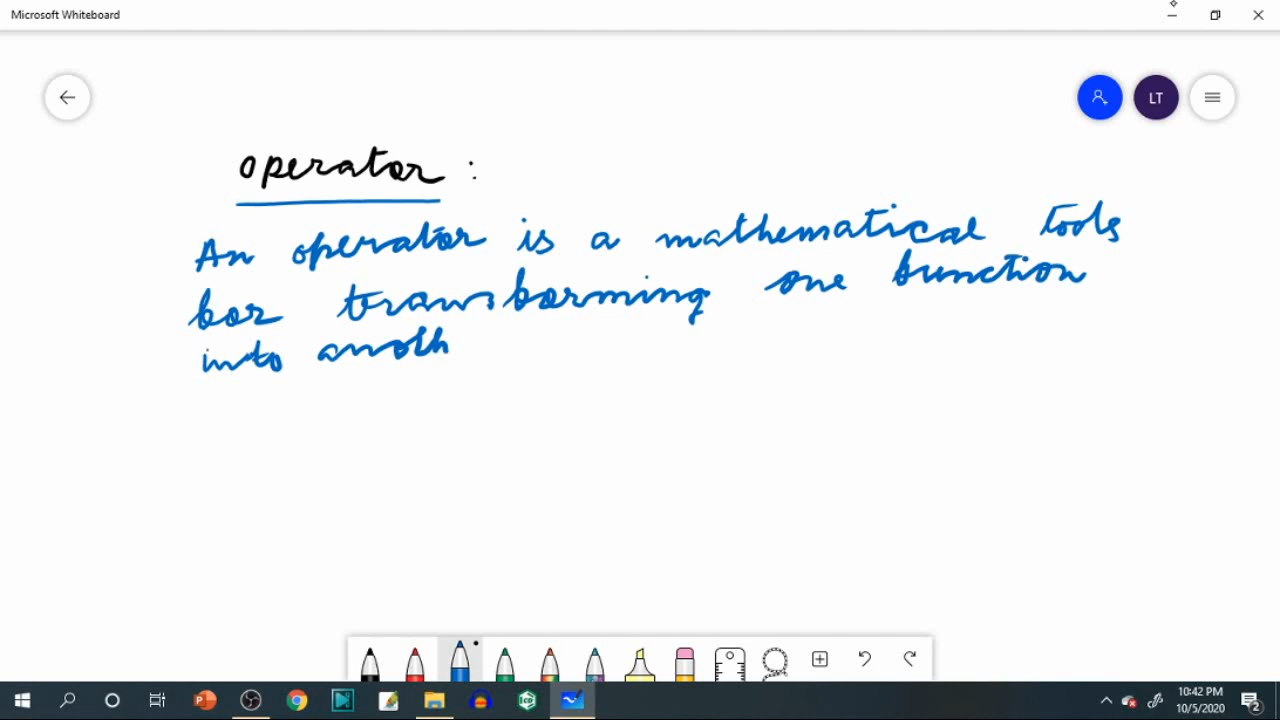 Microsoft Whiteboard
LT
operator :
An operator is a mathematical tools
for transforming one function
into anoth
10:42 PM
10/5/2020
2